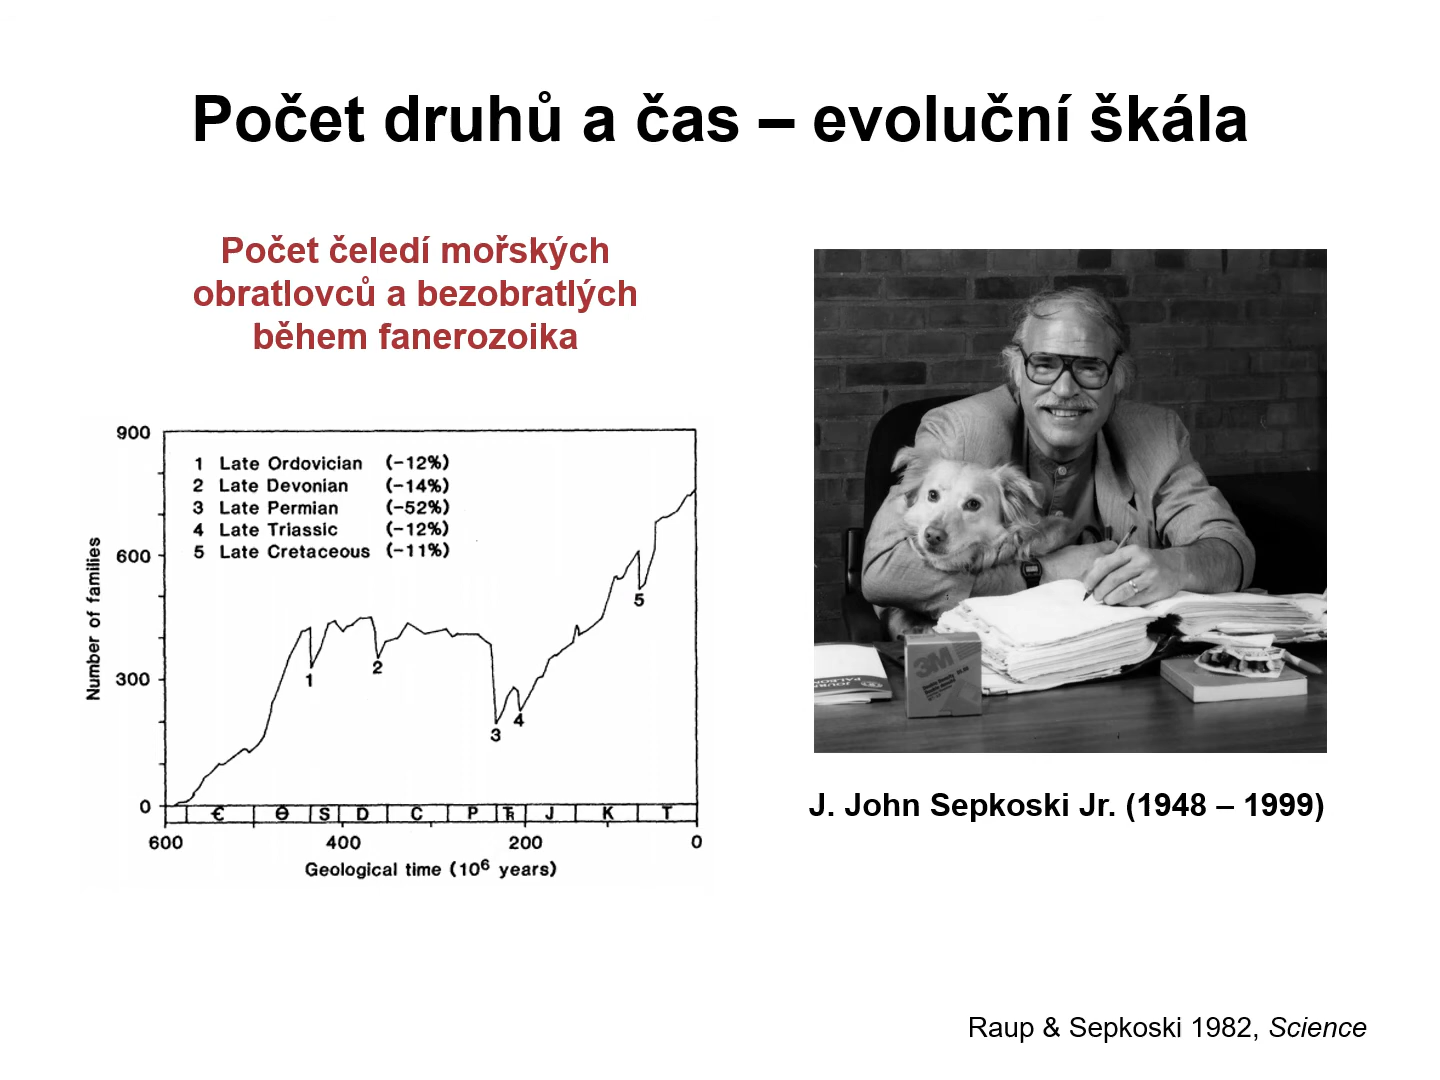 Počet druhů a čas – evoluční škála
Počet čeledí mořských
obratlovců a bezobratlých
během fanerozoika
900
600
300
0
Number of families
1 Late Ordovician (–12%)
2 Late Devonian (–14%)
3 Late Permian (–52%)
4 Late Triassic (–12%)
5 Late Cretaceous (–11%)
1
2
3
4
5
Є Ɵ S D C P Ћ J K T
600 400 200 0
Geological time (10⁶ years)
3M
J. John Sepkoski Jr. (1948 – 1999)
Raup & Sepkoski 1982, Science